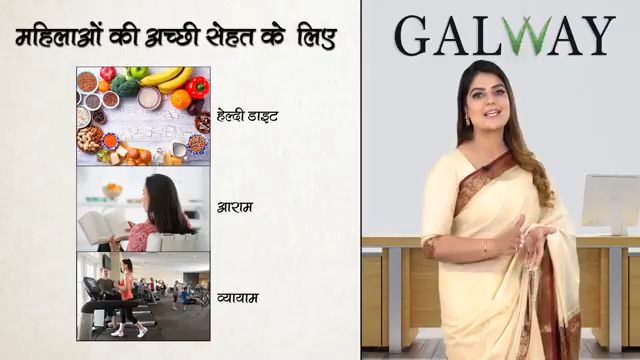 महिलाओं की अच्छी सेहत के लिए
हेल्दी डाइट
आराम
व्यायाम
GALWAY